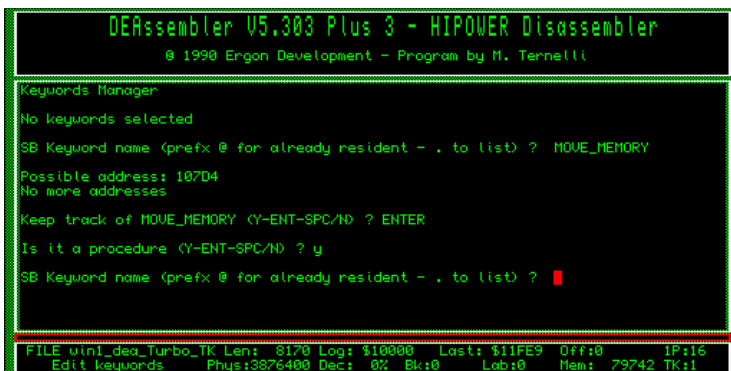 DEAssembler V5.303 Plus 3 - HIPOWER Disassembler
@ 1990 Ergon Development - Program by M. Ternelli
Keywords Manager
No keywords selected
SB Keyword name (prefx @ for already resident - . to list) ? MOVE_MEMORY
Possible address: 107D4
No more addresses
Keep track of MOVE_MEMORY (Y-ENT-SPC/N) ? ENTER
Is it a procedure (Y-ENT-SPC/N) ? y
SB Keyword name (prefx @ for already resident - . to list) ?
FILE win1_dea_Turbo_TK Len: 8170 Log: $10000 Last: $11FE9 Off:0 1P:16
Edit keywords Phys:3876400 Dec: 0% Bk:0 Lab:0 Mem: 79742 TK:1